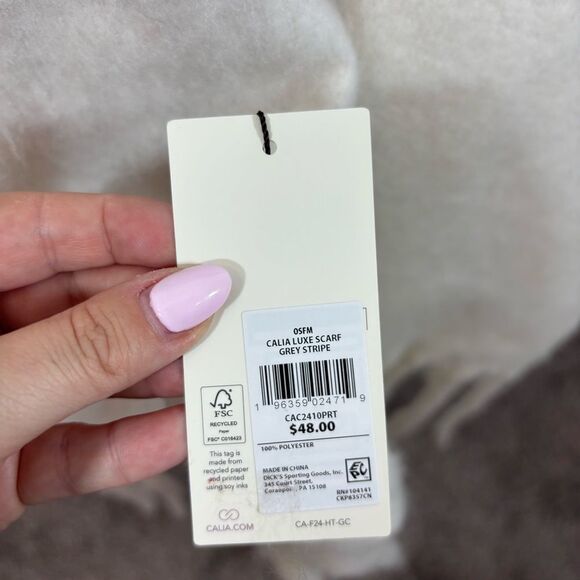 OSFM
CALIA LUXE SCARF
GREY STRIPE
1 96359 02471 9
CAC2410PRT
$48.00
100% POLYESTER
MADE IN CHINA
DICK'S Sporting Goods, Inc.
345 Court Street,
Coraopolis, PA 15108
RN#104141
CKP8357CN
FSC
RECYCLED
Paper
FSC® C016423
This tag is
made from
recycled paper
and printed
using soy inks
CALIA.COM
CA-F24-HT-GC